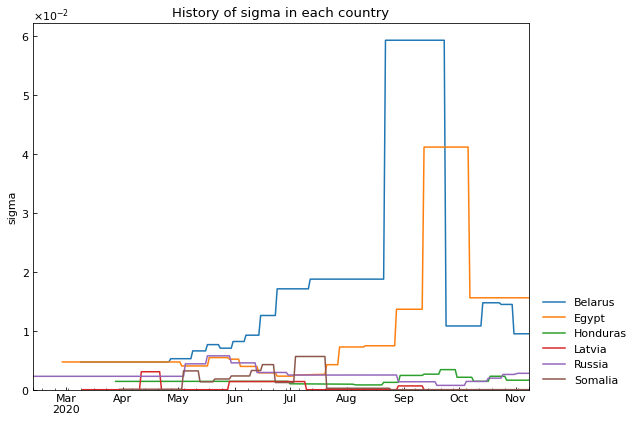 History of sigma in each country
×10⁻²
6
5
4
3
2
1
0
sigma
Mar Apr May Jun Jul Aug Sep Oct Nov
2020
Belarus
Egypt
Honduras
Latvia
Russia
Somalia